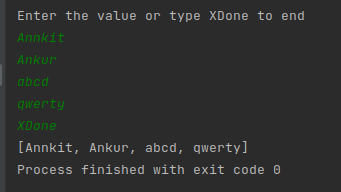 Enter the value or type XDone to end
Annkit
Ankur
abcd
qwerty
XDone
[Annkit, Ankur, abcd, qwerty]
Process finished with exit code 0